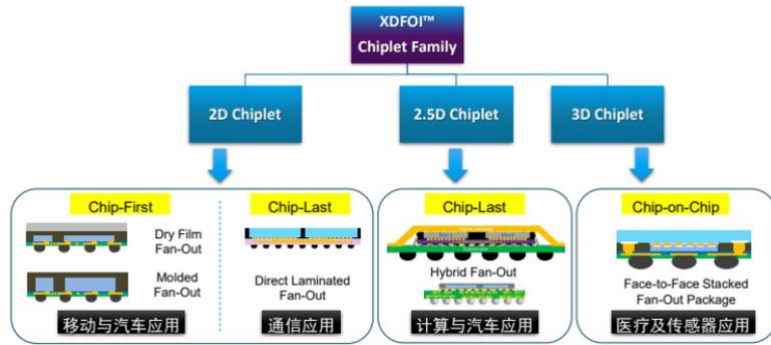 XDFOI™
Chiplet Family
2D Chiplet
2.5D Chiplet
3D Chiplet
Chip-First
Dry Film
Fan-Out
Molded
Fan-Out
移动与汽车应用
Chip-Last
Direct Laminated
Fan-Out
通信应用
Chip-Last
Hybrid Fan-Out
计算与汽车应用
Chip-on-Chip
Face-to-Face Stacked
Fan-Out Package
医疗及传感器应用